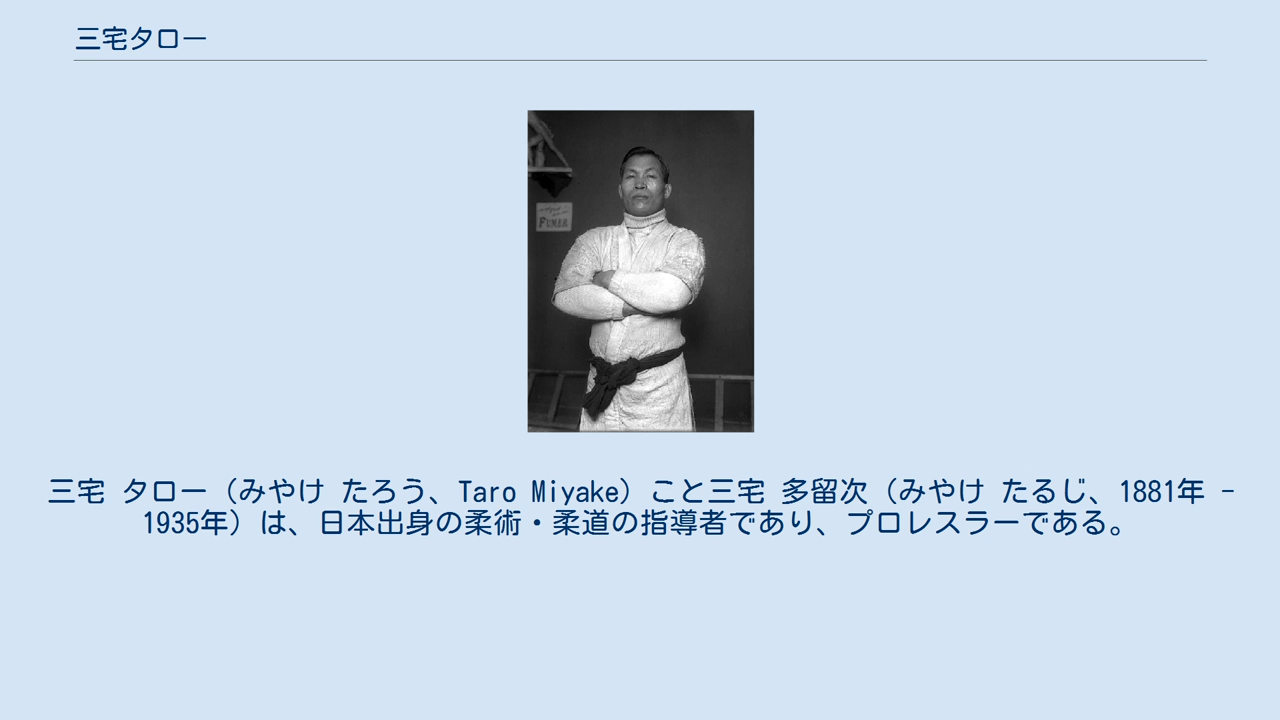 三宅タロー
FUMER
三宅 タロー（みやけ たろう、Taro Miyake）こと三宅 多留次（みやけ たるじ、1881年 -
1935年）は、日本出身の柔術・柔道の指導者であり、プロレスラーである。